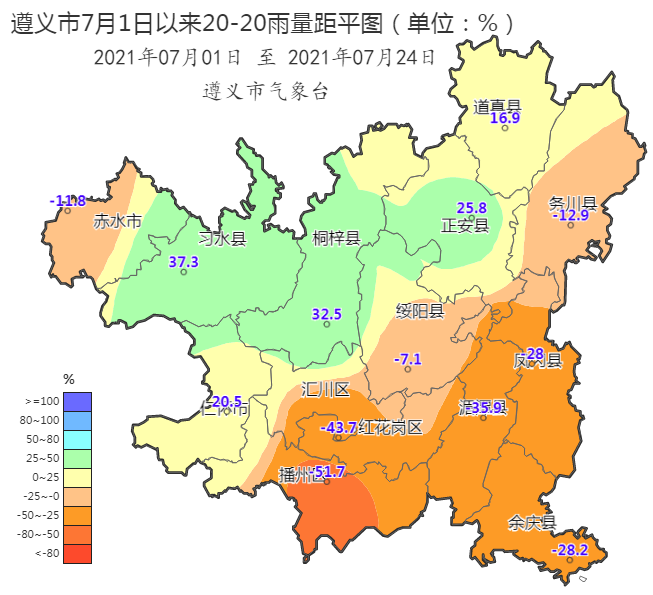 遵义市7月1日以来20-20雨量距平图（单位：%）
2021年07月01日 至 2021年07月24日
遵义市气象台
道真县
16.9
-11.8
赤水市
务川县
-12.9
25.8
正安县
习水县
桐梓县
37.3
绥阳县
32.5
-28
凤冈县
-7.1
汇川区
20.5
仁怀市
-35.9
-43.7
红花岗区
播州区
-51.7
余庆县
-28.2
%
>=100
80~100
50~80
25~50
0~25
-25~0
-50~-25
-80~-50
<-80